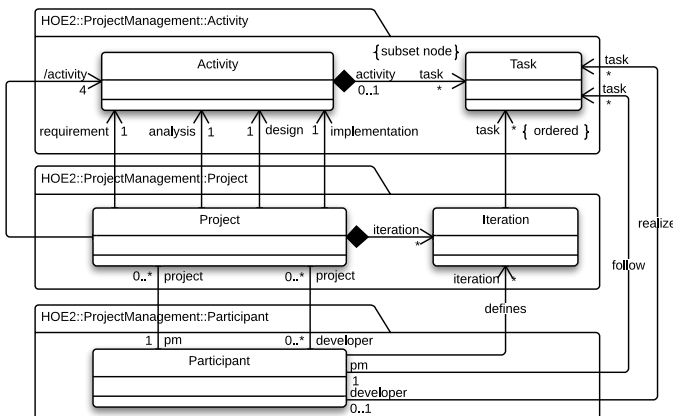 HOE2::ProjectManagement::Activity
{subset node}
Activity
Task
task
*
/activity
4
activity
0..1
task
*
task
*
requirement 1
analysis 1
1 design
1 implementation
task * { ordered }
HOE2::ProjectManagement::Project
Project
Iteration
iteration
*
realize
follow
0..* project
0..* project
iteration *
defines
HOE2::ProjectManagement::Participant
1 pm
0..* developer
Participant
pm
1
developer
0..1